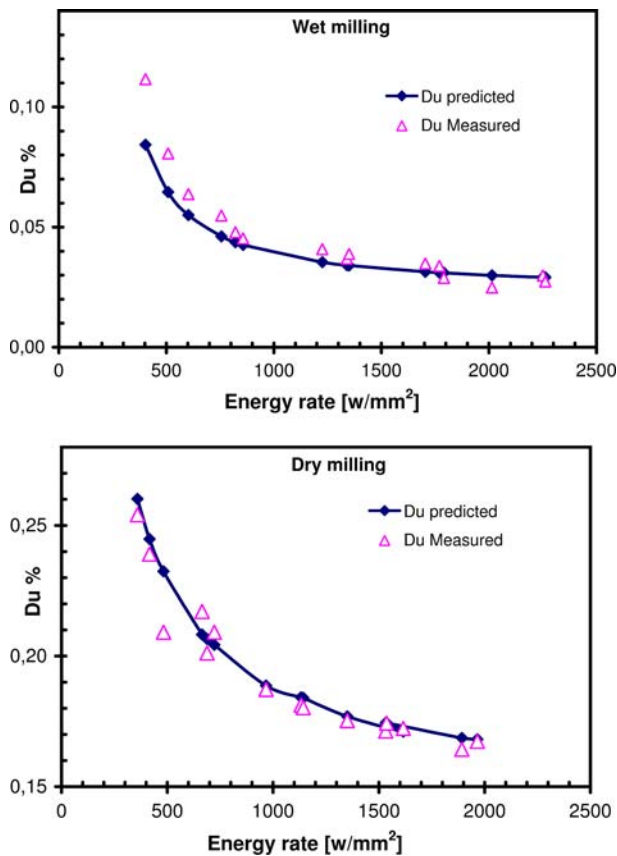 Wet milling
0,10
Du predicted
Du Measured
Du %
0,05
0,00
0 500 1000 1500 2000 2500
Energy rate [w/mm²]
Dry milling
0,25
Du predicted
Du Measured
Du %
0,20
0,15
0 500 1000 1500 2000 2500
Energy rate [w/mm²]